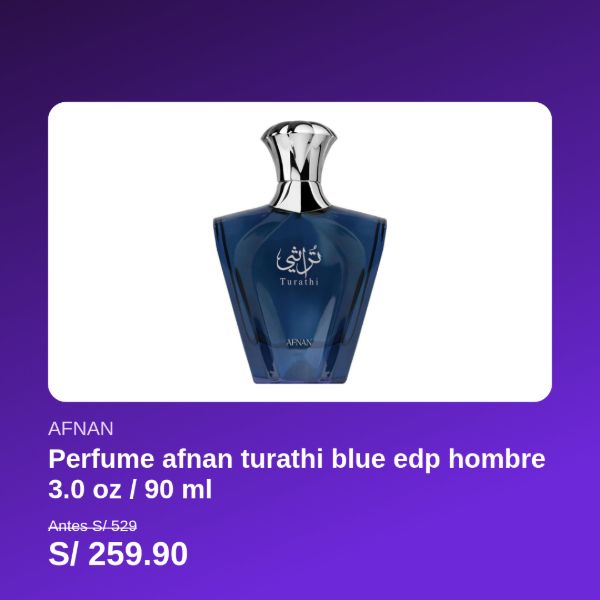 تراثي
Turathi
AFNAN
AFNAN
Perfume afnan turathi blue edp hombre
3.0 oz / 90 ml
Antes S/ 529
S/ 259.90